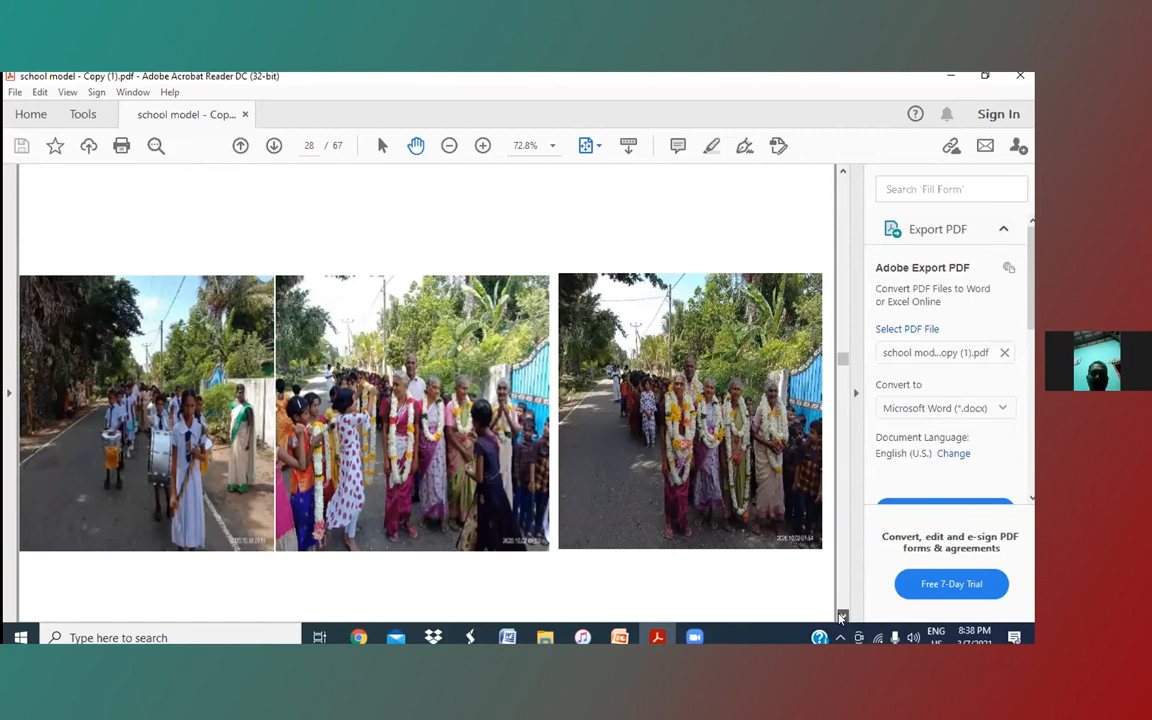 school model - Copy (1).pdf - Adobe Acrobat Reader DC (32-bit)
File Edit View Sign Window Help
Home Tools school model - Cop... × Sign In
28 / 67 72.8%
Search 'Fill Form'
Export PDF
Adobe Export PDF
Convert PDF Files to Word
or Excel Online
Select PDF File
school mod...opy (1).pdf
Convert to
Microsoft Word (*.docx)
Document Language:
English (U.S.) Change
Convert, edit and e-sign PDF
forms & agreements
Free 7-Day Trial
Type here to search
ENG
8:38 PM